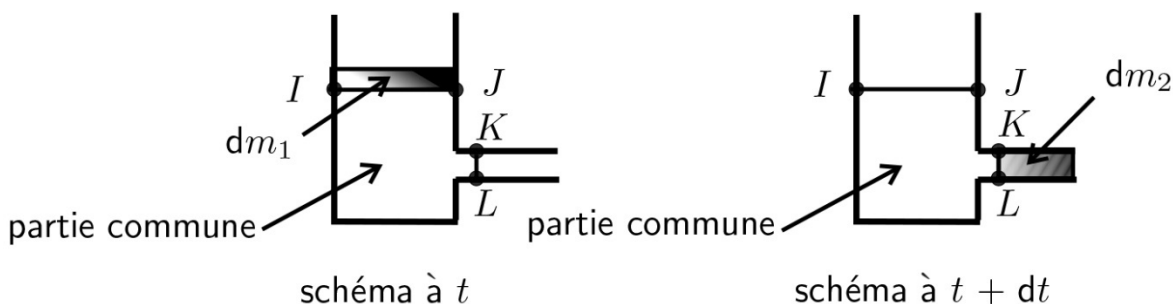 I
J
K
dm₁
L
partie commune
schéma à t
I
J
dm₂
K
L
partie commune
schéma à t + dt